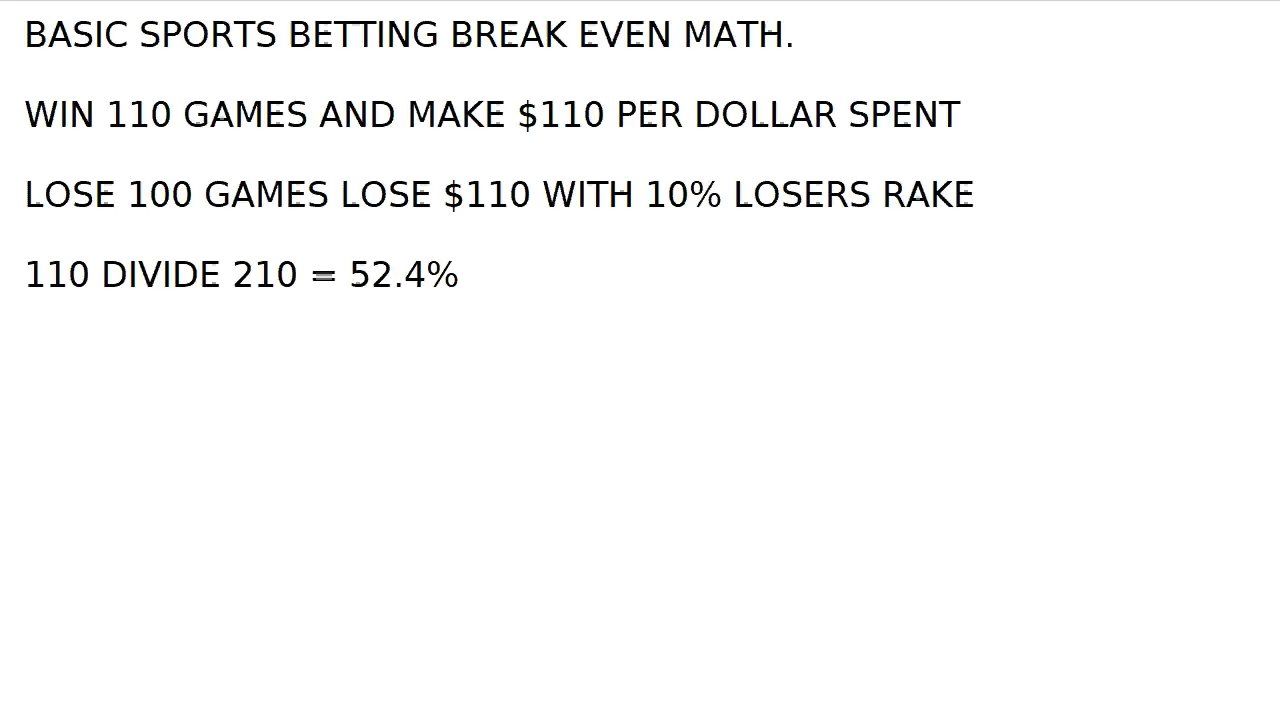 BASIC SPORTS BETTING BREAK EVEN MATH.
WIN 110 GAMES AND MAKE $110 PER DOLLAR SPENT
LOSE 100 GAMES LOSE $110 WITH 10% LOSERS RAKE
110 DIVIDE 210 = 52.4%